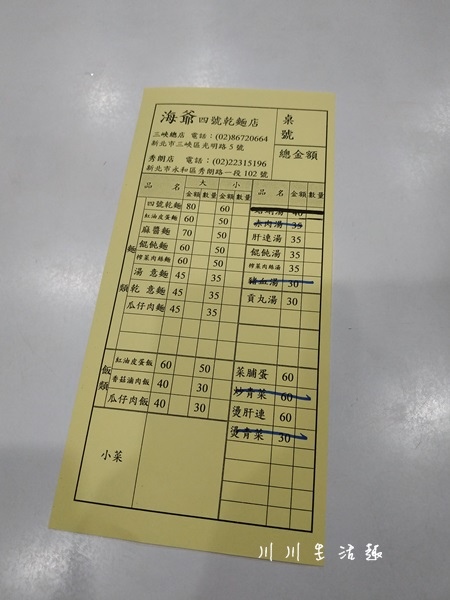 海爺 四號乾麵店
桌號
三峽總店 電話：(02)86720664
新北市三峽區光明路5號
總金額
秀朗店 電話：(02)22315196
新北市永和區秀朗路一段102號
品名 大 小 品名 金額 數量
金額 數量 金額 數量
麵類
四號乾麵 80 60
紅油皮蛋麵 60 50
麻醬麵 70 50
餛飩麵 60 50
榨菜肉絲麵 60 50
湯意麵 45 35
乾意麵 45 35
瓜仔肉麵 45 35
湯 40
赤肉湯 35
肝連湯 35
餛飩湯 35
榨菜肉絲湯 35
豬血湯 30
貢丸湯 30
飯類
紅油皮蛋飯 60 50
香菇滷肉飯 40 30
瓜仔肉飯 40 30
菜脯蛋 60
炒青菜 60
燙肝連 60
燙青菜 30
小菜
川川生活趣